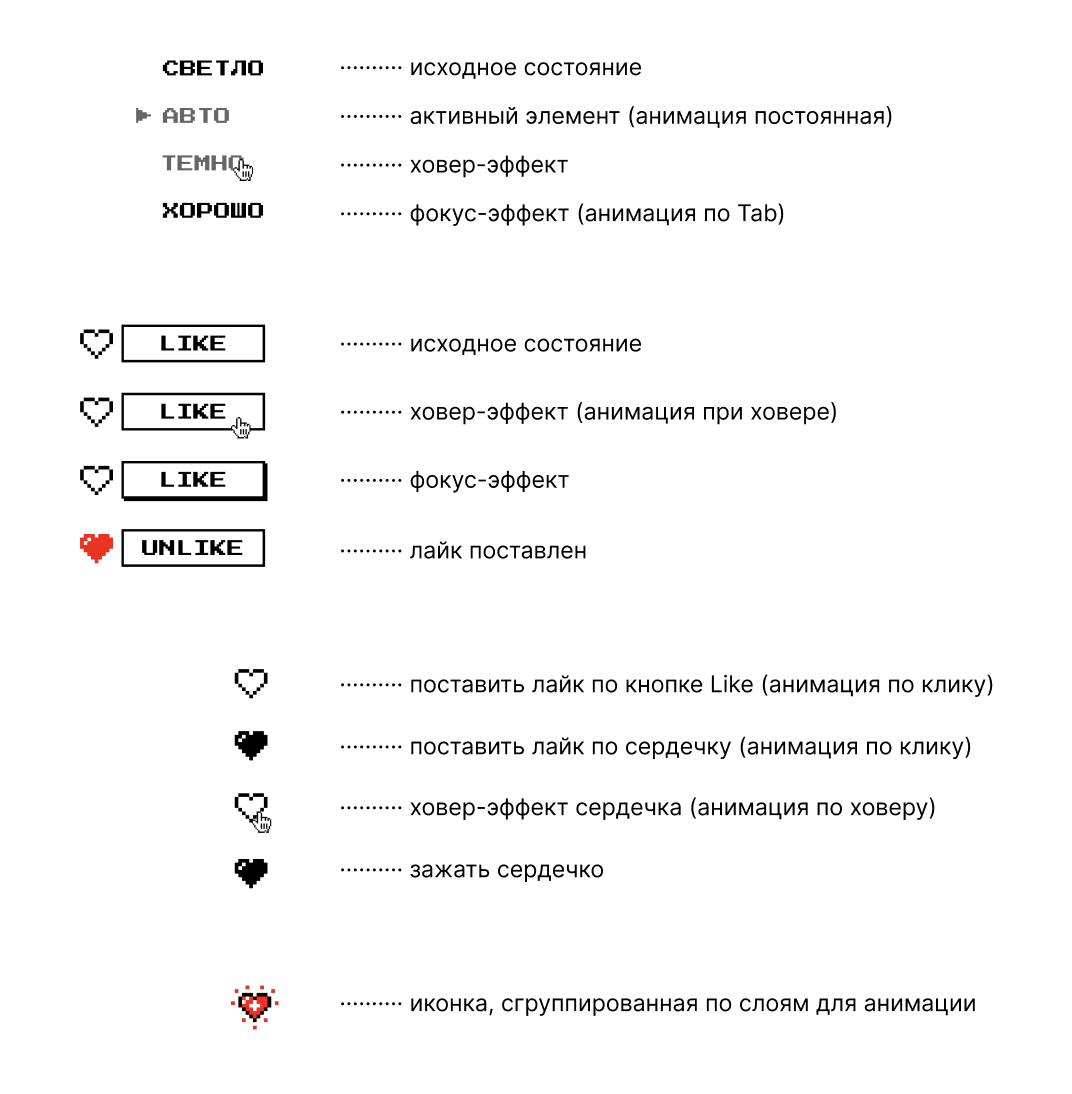 СВЕТЛО ·········· исходное состояние
АВТО ·········· активный элемент (анимация постоянная)
ТЕМНО ·········· ховер-эффект
ХОРОШО ·········· фокус-эффект (анимация по Tab)
LIKE ·········· исходное состояние
LIKE ·········· ховер-эффект (анимация при ховере)
LIKE ·········· фокус-эффект
UNLIKE ·········· лайк поставлен
·········· поставить лайк по кнопке Like (анимация по клику)
·········· поставить лайк по сердечку (анимация по клику)
·········· ховер-эффект сердечка (анимация по ховеру)
·········· зажать сердечко
·········· иконка, сгруппированная по слоям для анимации